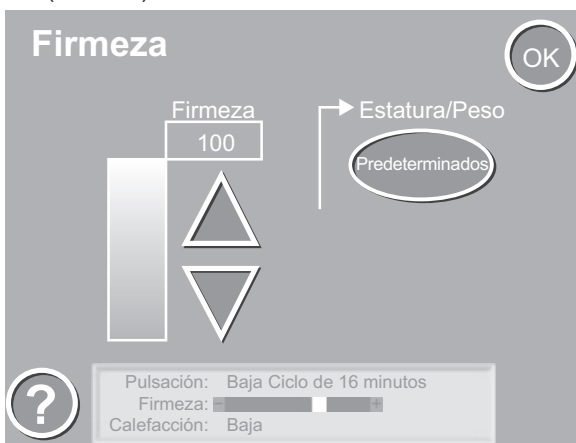 Firmeza
OK
Firmeza
100
Estatura/Peso
Predeterminados
?
Pulsación: Baja Ciclo de 16 minutos
Firmeza: - +
Calefacción: Baja